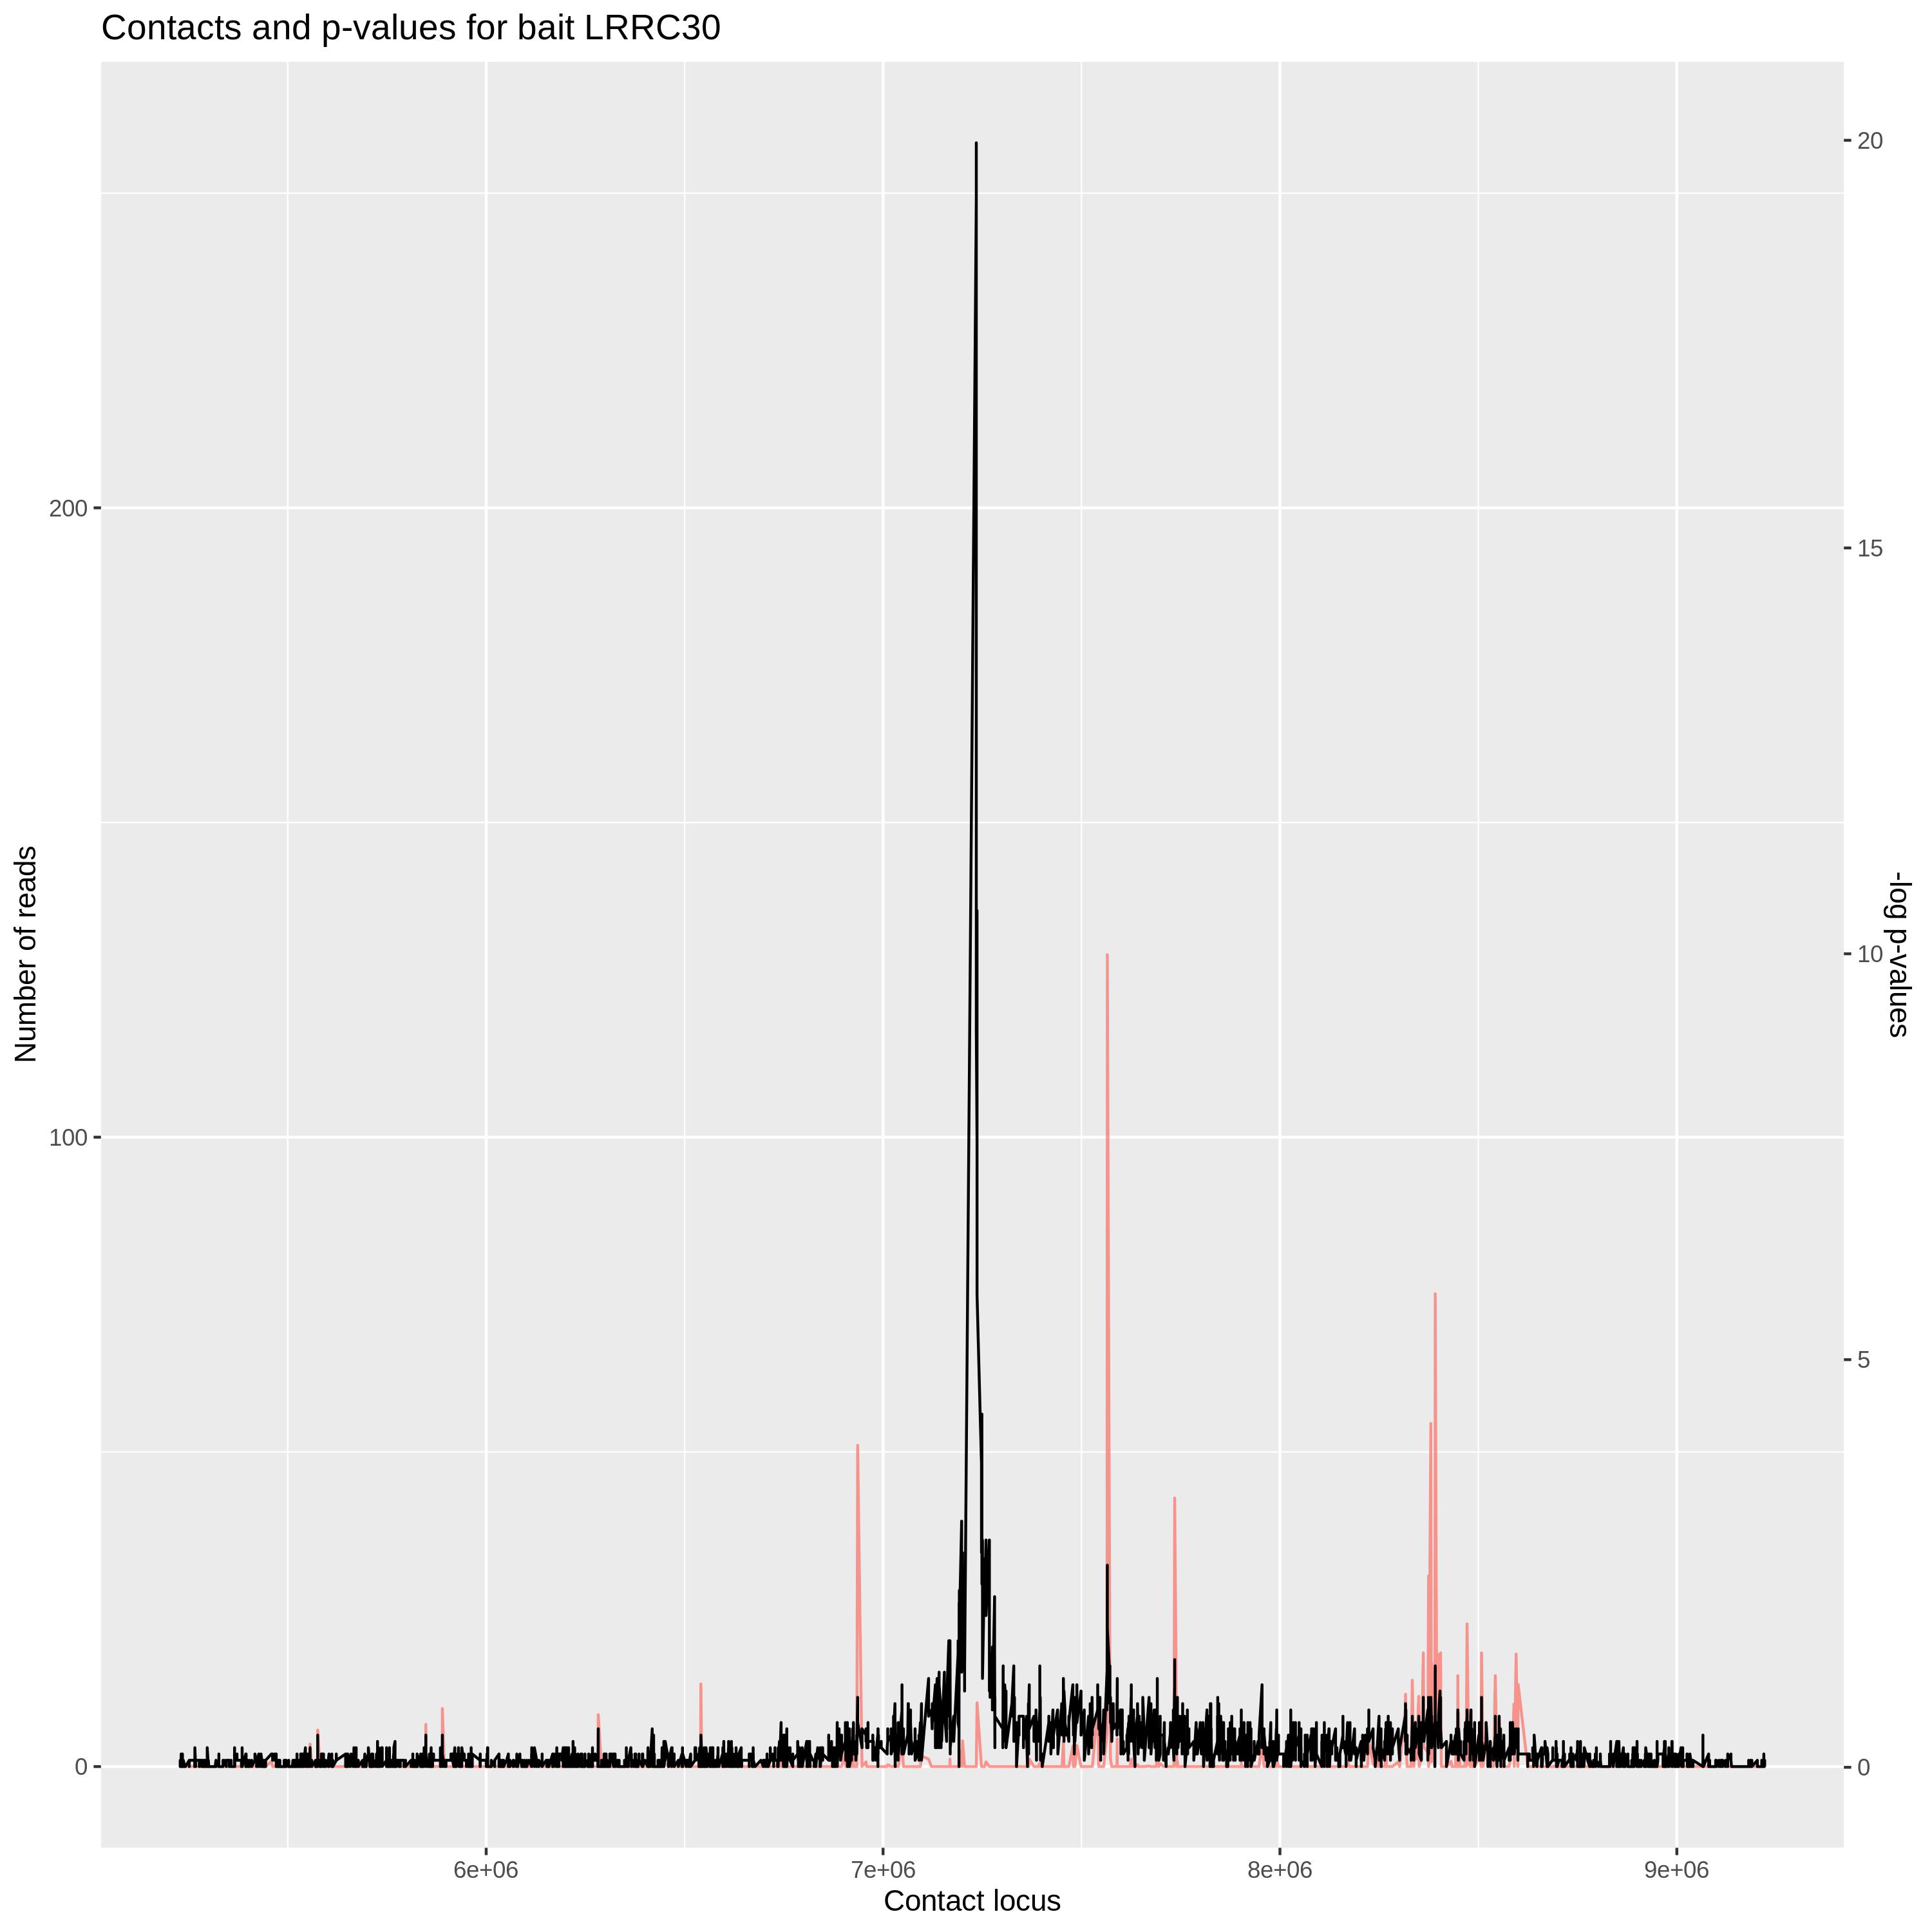 Contacts and p-values for bait LRRC30
Number of reads
200
100
0
20
15
10
5
0
-log p-values
6e+06
7e+06
8e+06
9e+06
Contact locus